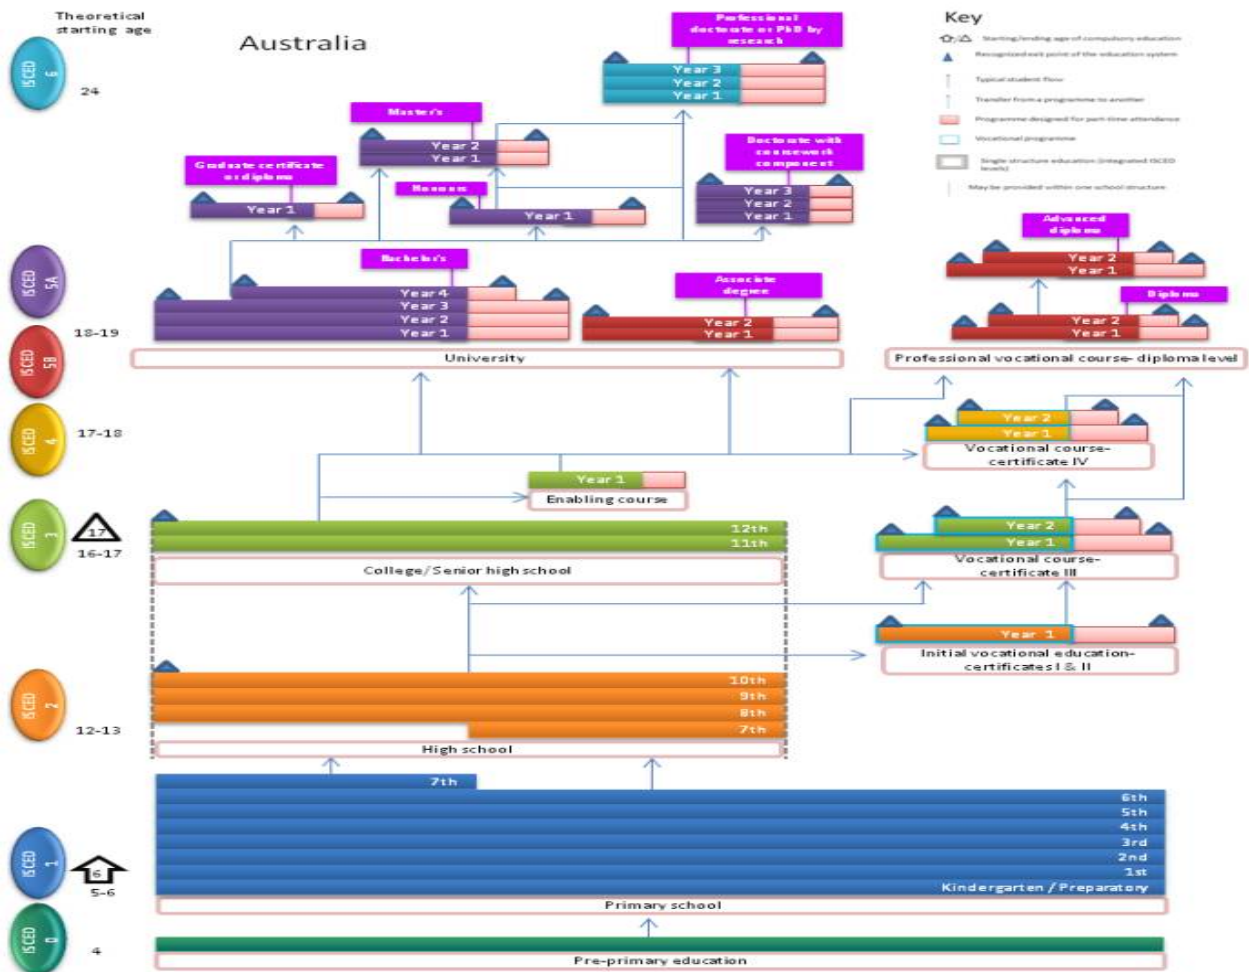 Theoretical
starting age
Australia
Key
Starting/ending age of compulsory education
Recognized exit point of the education system
Typical student flow
Transfer from a programme to another
Programme designed for part-time attendance
Vocational programme
Single structure education (integrated ISCED
levels)
May be provided within one school structure
ISCED
6
24
Professional
doctorate or PhD by
research
Year 3
Year 2
Year 1
Master's
Year 2
Year 1
Graduate certificate
or diploma
Year 1
Honours
Year 1
Doctorate with
coursework
component
Year 3
Year 2
Year 1
Advanced
diploma
Year 2
Year 1
Diploma
Year 2
Year 1
Professional vocational course- diploma level
ISCED
5A
Bachelor's
Year 4
Year 3
Year 2
Year 1
Associate
degree
Year 2
Year 1
18-19
University
ISCED
5B
ISCED
4
17-18
Year 2
Year 1
Vocational course-
certificate IV
Year 1
Enabling course
ISCED
3
17
16-17
12th
11th
College/Senior high school
Year 2
Year 1
Vocational course-
certificate III
Year 1
Initial vocational education-
certificates I & II
ISCED
2
12-13
10th
9th
8th
7th
High school
7th
6th
5th
4th
3rd
2nd
1st
Kindergarten / Preparatory
Primary school
ISCED
1
6
5-6
ISCED
0
4
Pre-primary education